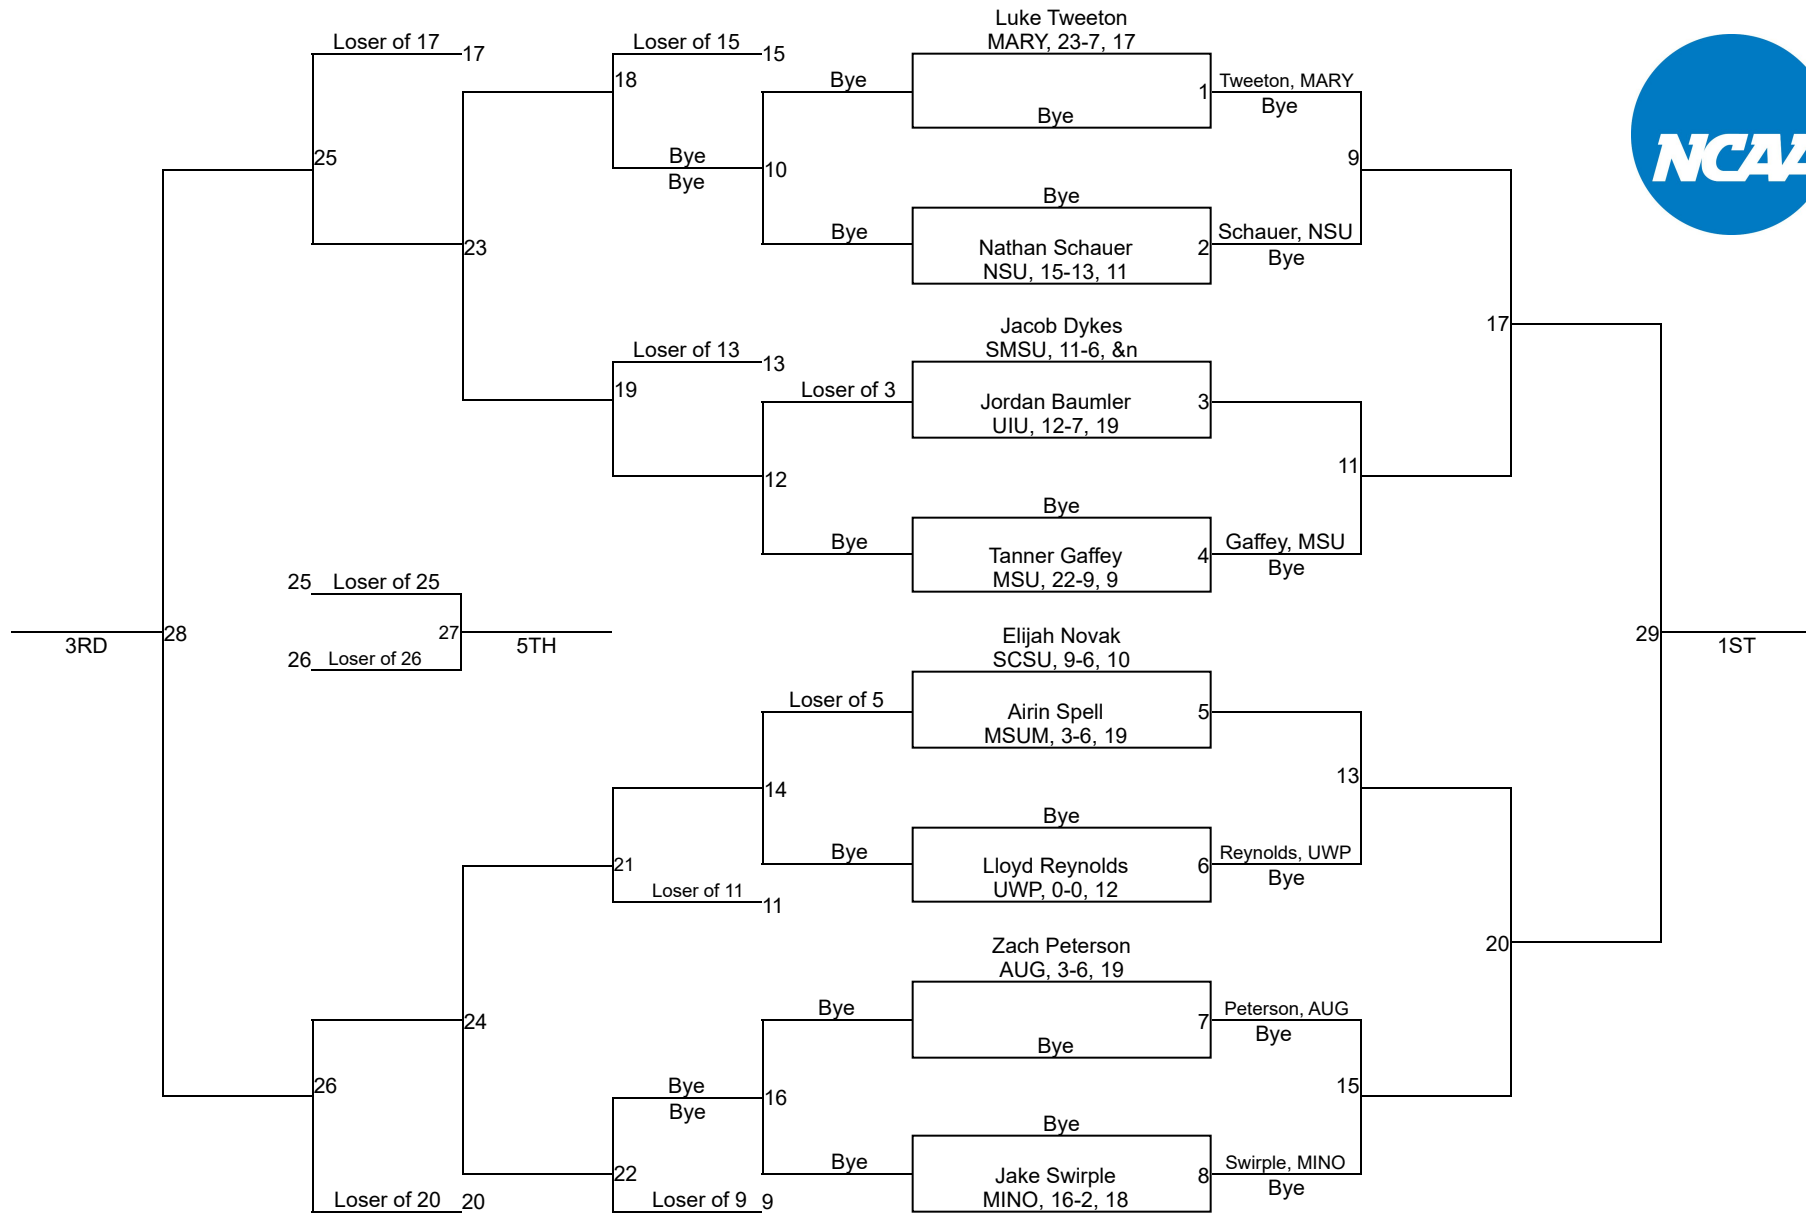 Luke Tweeton
MARY, 23-7, 17
Loser of 17
17
Loser of 15
15
18
Bye
1
Tweeton, MARY
Bye
Bye
25
Bye
Bye
10
9
NCAA
Bye
Bye
Nathan Schauer
NSU, 15-13, 11
2
Schauer, NSU
Bye
23
Jacob Dykes
SMSU, 11-6, &n
17
Loser of 13
13
19
Loser of 3
Jordan Baumler
UIU, 12-7, 19
3
12
11
Bye
Bye
Tanner Gaffey
MSU, 22-9, 9
4
Gaffey, MSU
Bye
25
Loser of 25
3RD
28
27
5TH
26
Loser of 26
Elijah Novak
SCSU, 9-6, 10
29
1ST
Loser of 5
Airin Spell
MSUM, 3-6, 19
5
14
13
Bye
21
Bye
Lloyd Reynolds
UWP, 0-0, 12
6
Reynolds, UWP
Bye
Loser of 11
11
Zach Peterson
AUG, 3-6, 19
20
24
Bye
7
Peterson, AUG
Bye
Bye
26
Bye
Bye
16
15
Bye
22
Bye
Jake Swirple
MINO, 16-2, 18
8
Swirple, MINO
Bye
Loser of 20
20
Loser of 9
9